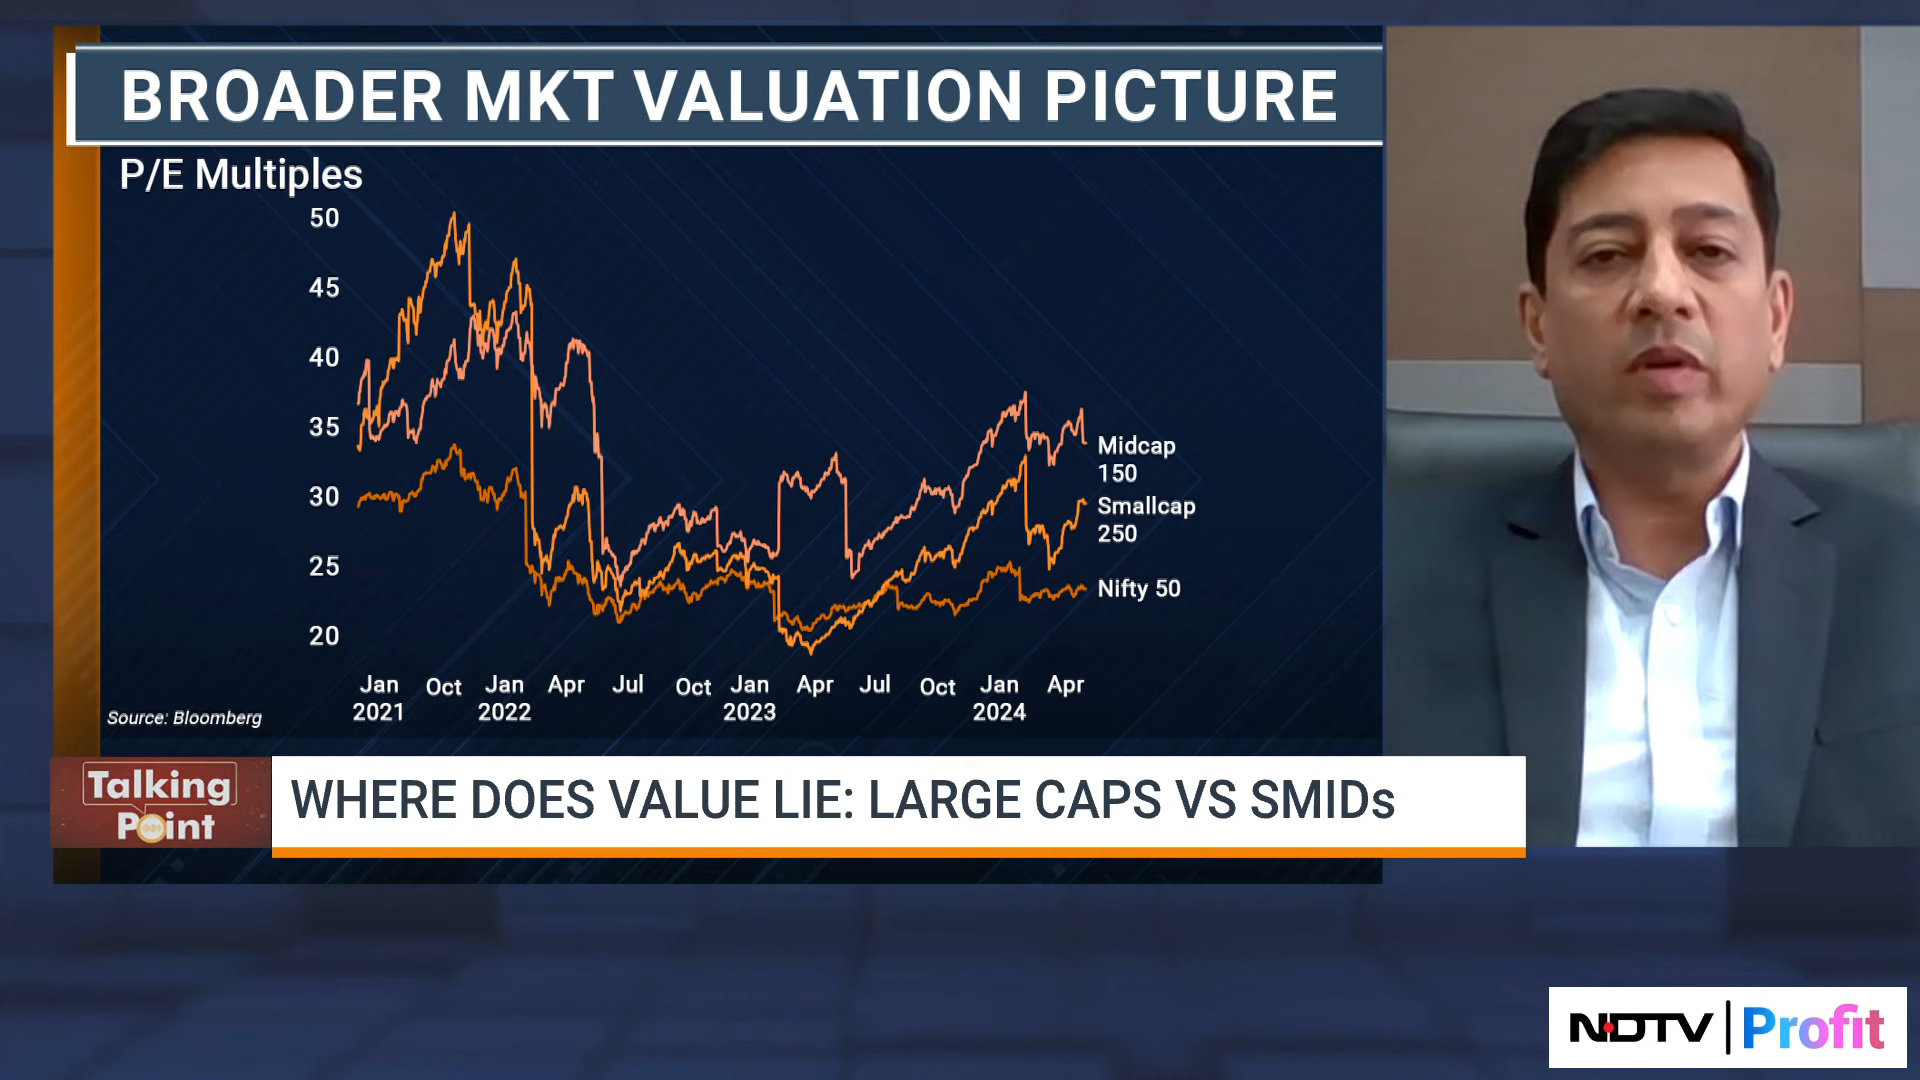 BROADER MKT VALUATION PICTURE
P/E Multiples
50
45
40
35
30
25
20
Midcap
150
Smallcap
250
Nifty 50
Jan Oct Jan Apr Jul Oct Jan Apr Jul Oct Jan Apr
2021 2022 2023 2024
Source: Bloomberg
Talking
Point
WHERE DOES VALUE LIE: LARGE CAPS VS SMIDs
NDTV Profit